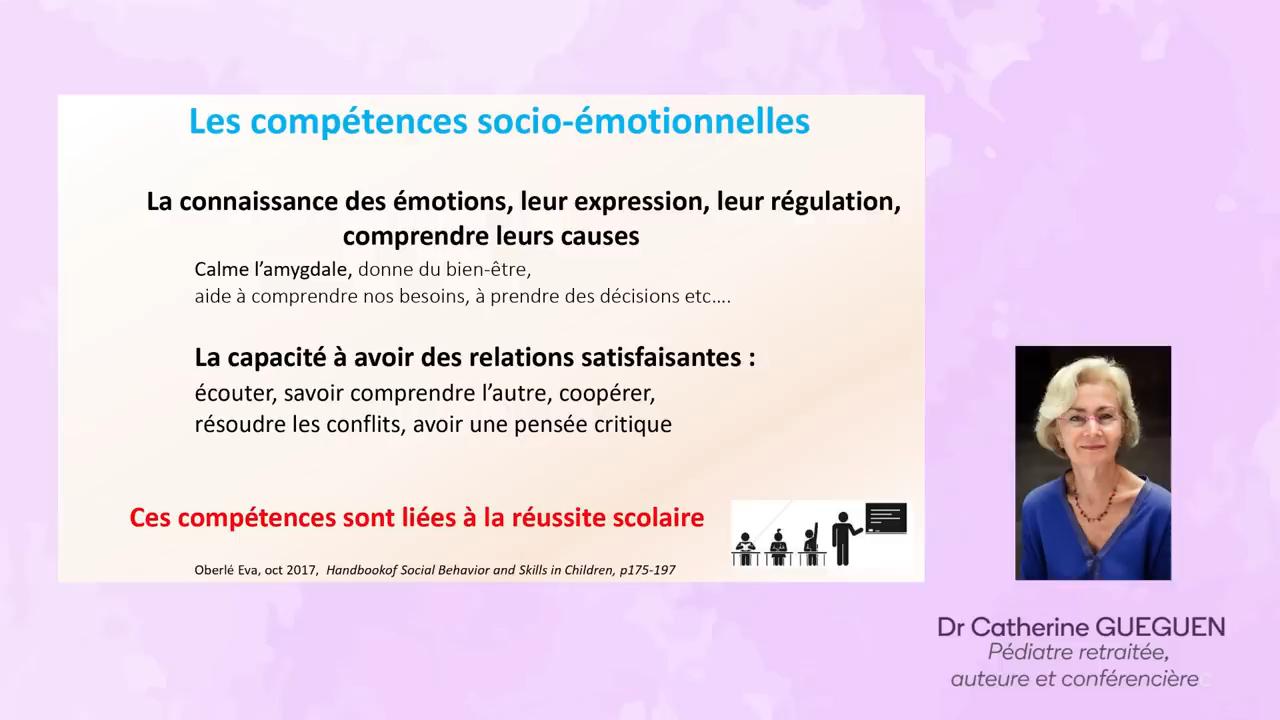 Les compétences socio-émotionnelles
La connaissance des émotions, leur expression, leur régulation,
comprendre leurs causes
Calme l’amygdale, donne du bien-être,
aide à comprendre nos besoins, à prendre des décisions etc....
La capacité à avoir des relations satisfaisantes :
écouter, savoir comprendre l’autre, coopérer,
résoudre les conflits, avoir une pensée critique
Ces compétences sont liées à la réussite scolaire
Oberlé Eva, oct 2017, Handbookof Social Behavior and Skills in Children, p175-197
Dr Catherine GUEGUEN
Pédiatre retraitée,
auteure et conférencière